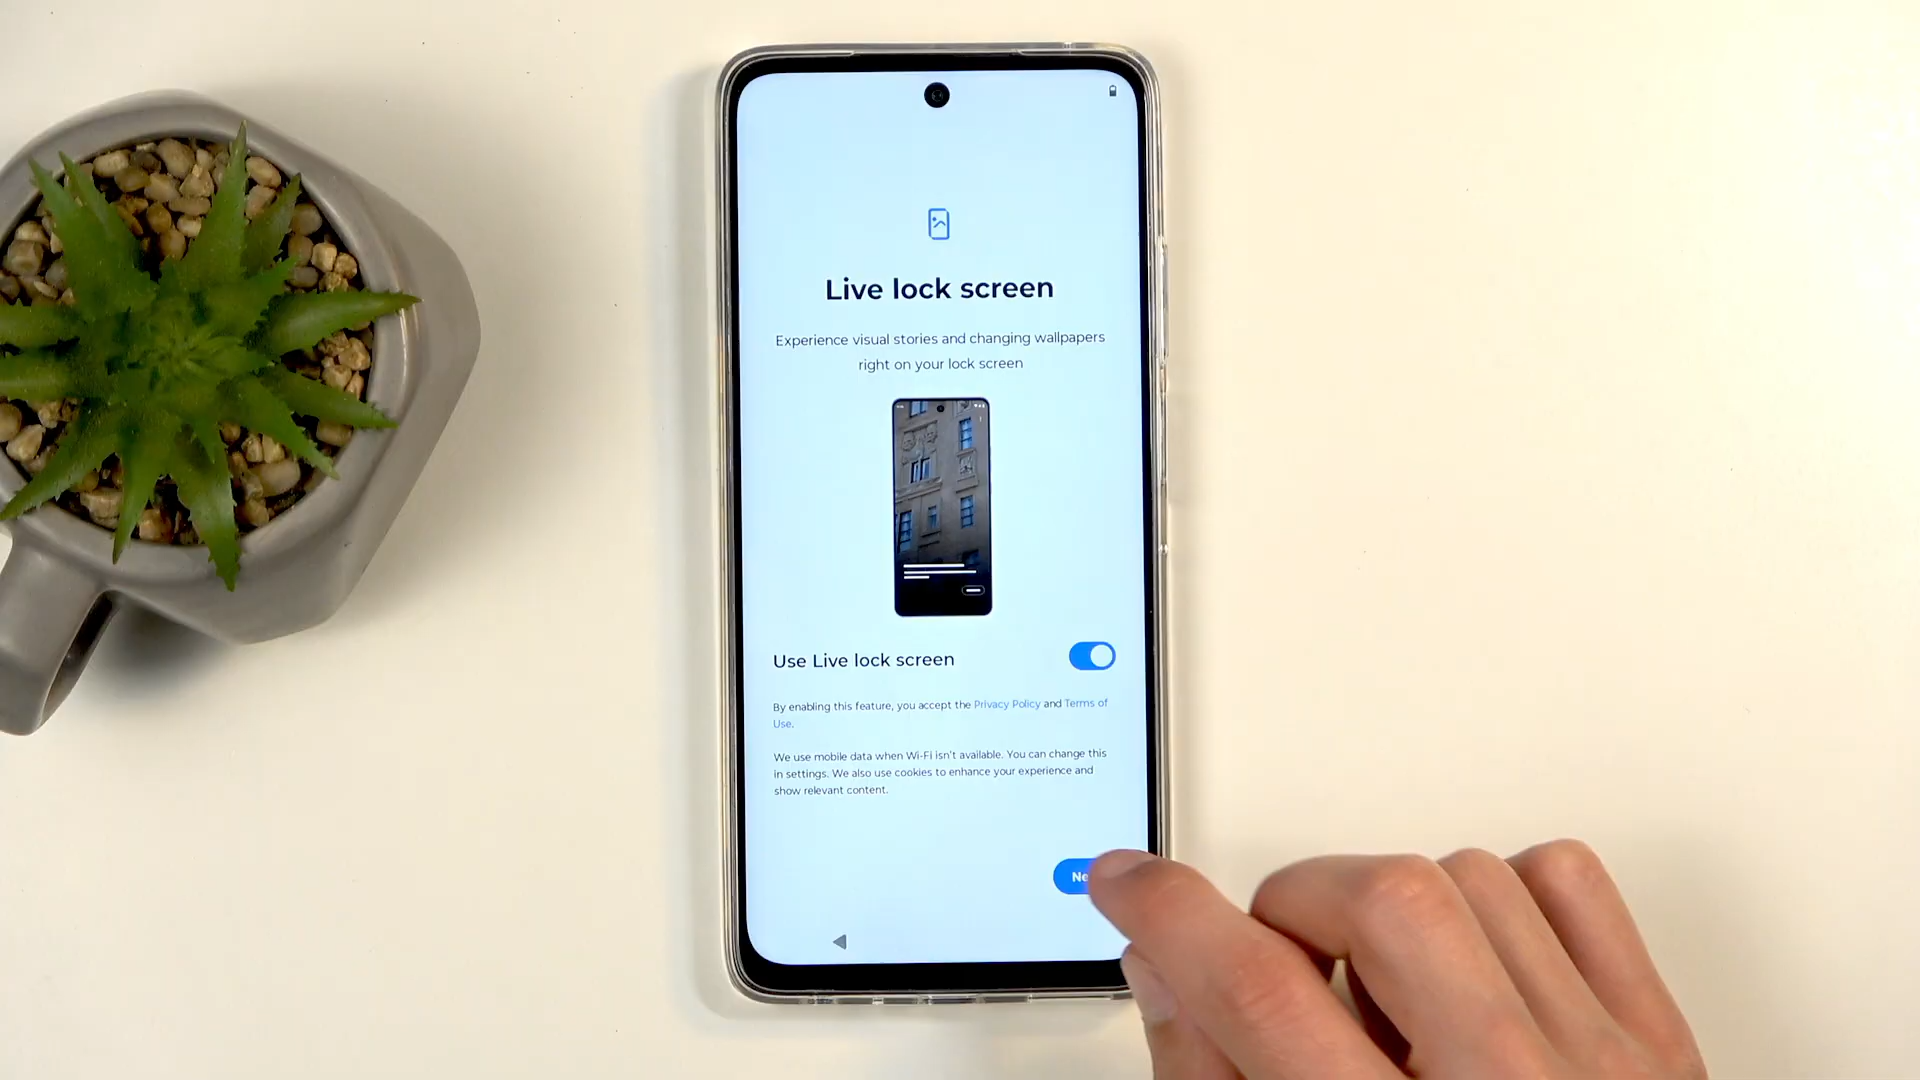 Live lock screen
Experience visual stories and changing wallpapers
right on your lock screen
Use Live lock screen
By enabling this feature, you accept the Privacy Policy and Terms of
Use.
We use mobile data when Wi-Fi isn't available. You can change this
in settings. We also use cookies to enhance your experience and
show relevant content.